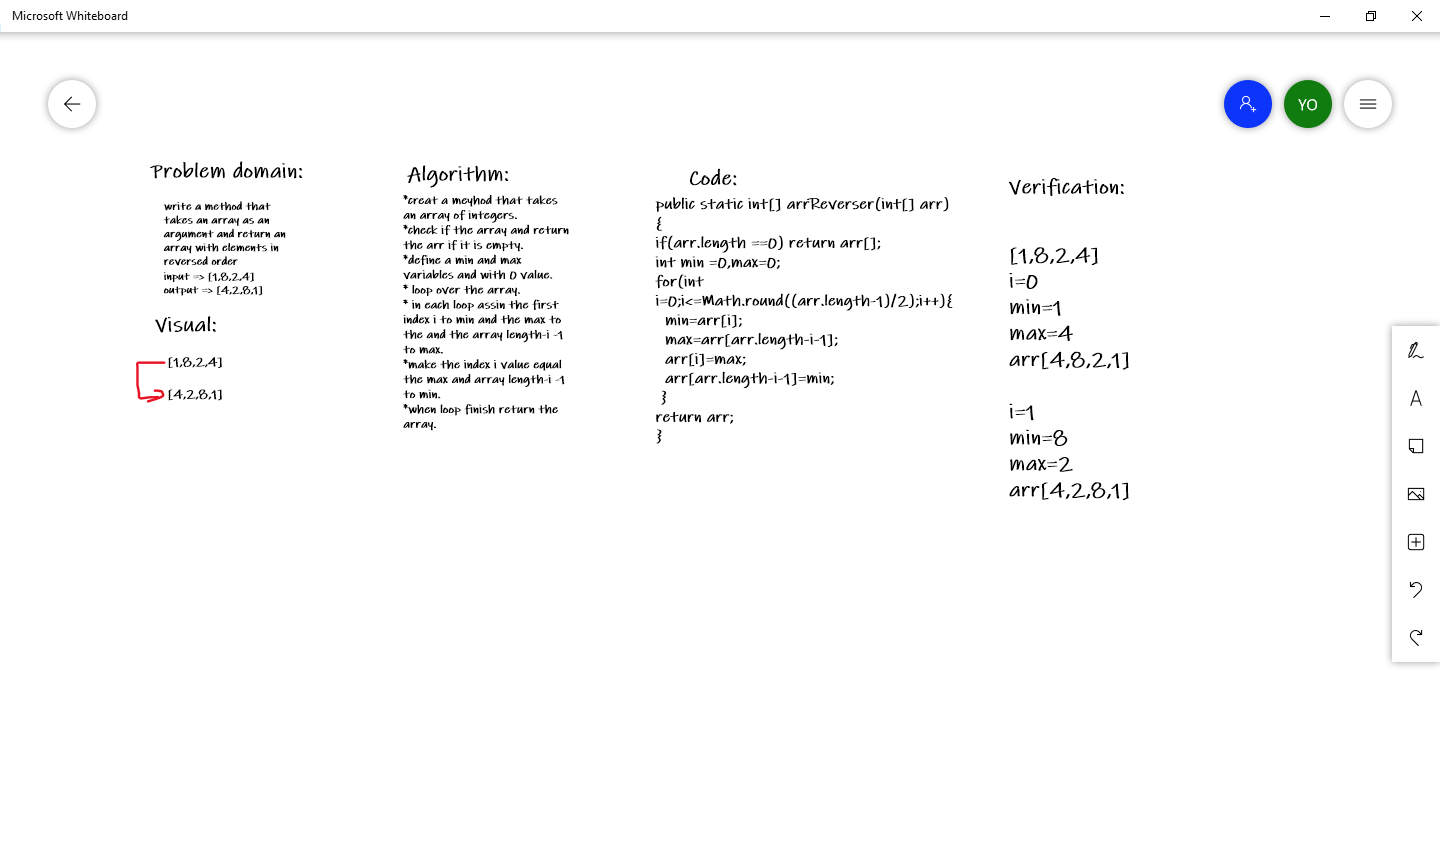 Microsoft Whiteboard
YO
Problem domain:
write a method that
takes an array as an
argument and return an
array with elements in
reversed order
input => [1,8,2,4]
output => [4,2,8,1]
Visual:
[1,8,2,4]
[4,2,8,1]
Algorithm:
*creat a meyhod that takes
an array of integers.
*check if the array and return
the arr if it is empty.
*define a min and max
variables and with 0 value.
* loop over the array.
* in each loop assin the first
index i to min and the max to
the and the array length-i -1
to max.
*make the index i value equal
the max and array length-i -1
to min.
*when loop finish return the
array.
Code:
public static int[] arrReverser(int[] arr)
{
if(arr.length ==0) return arr[];
int min =0,max=0;
for(int
i=0;i<=Math.round((arr.length-1)/2);i++){
min=arr[i];
max=arr[arr.length-i-1];
arr[i]=max;
arr[arr.length-i-1]=min;
}
return arr;
}
Verification:
[1,8,2,4]
i=0
min=1
max=4
arr[4,8,2,1]
i=1
min=8
max=2
arr[4,2,8,1]